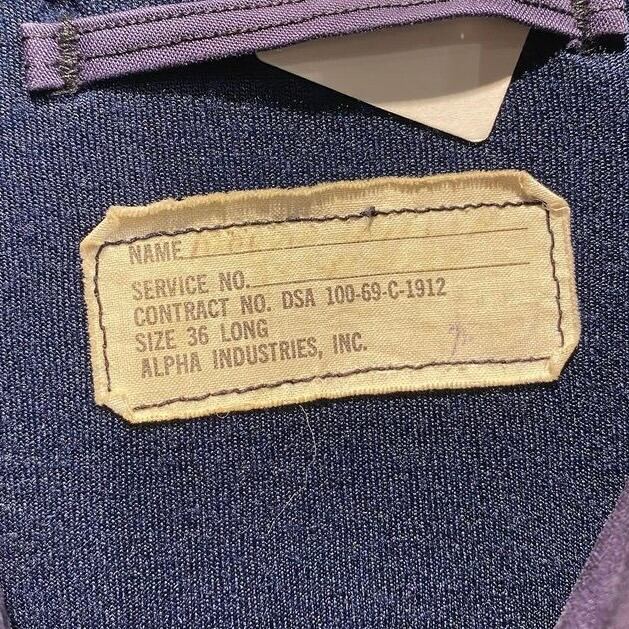 NAME
SERVICE NO.
CONTRACT NO. DSA 100-69-C-1912
SIZE 36 LONG
ALPHA INDUSTRIES, INC.